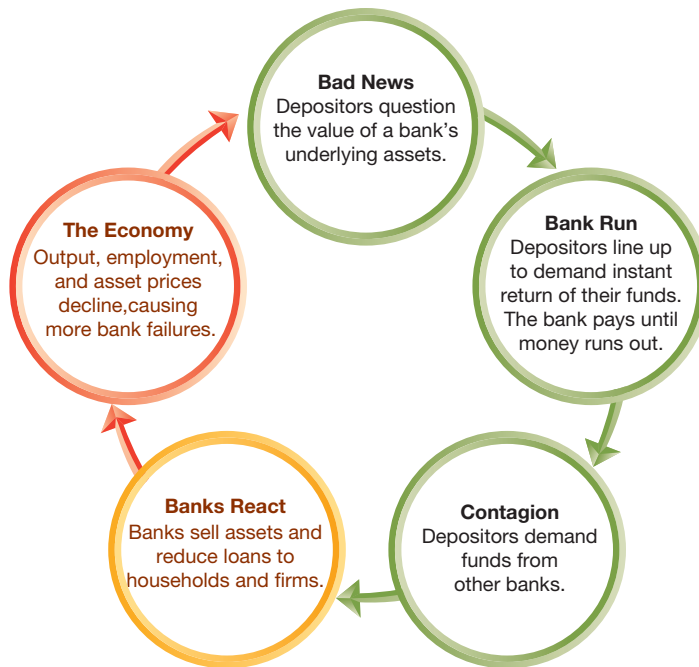 Bad News
Depositors question
the value of a bank's
underlying assets.
Bank Run
Depositors line up
to demand instant
return of their funds.
The bank pays until
money runs out.
Contagion
Depositors demand
funds from
other banks.
Banks React
Banks sell assets and
reduce loans to
households and firms.
The Economy
Output, employment,
and asset prices
decline,causing
more bank failures.